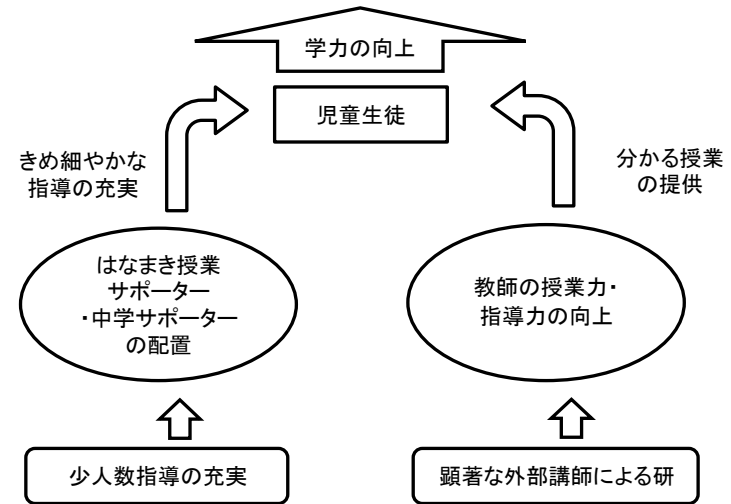 学力の向上
児童生徒
きめ細やかな
指導の充実
分かる授業
の提供
はなまき授業
サポーター
・中学サポーター
の配置
教師の授業力・
指導力の向上
少人数指導の充実
顕著な外部講師による研